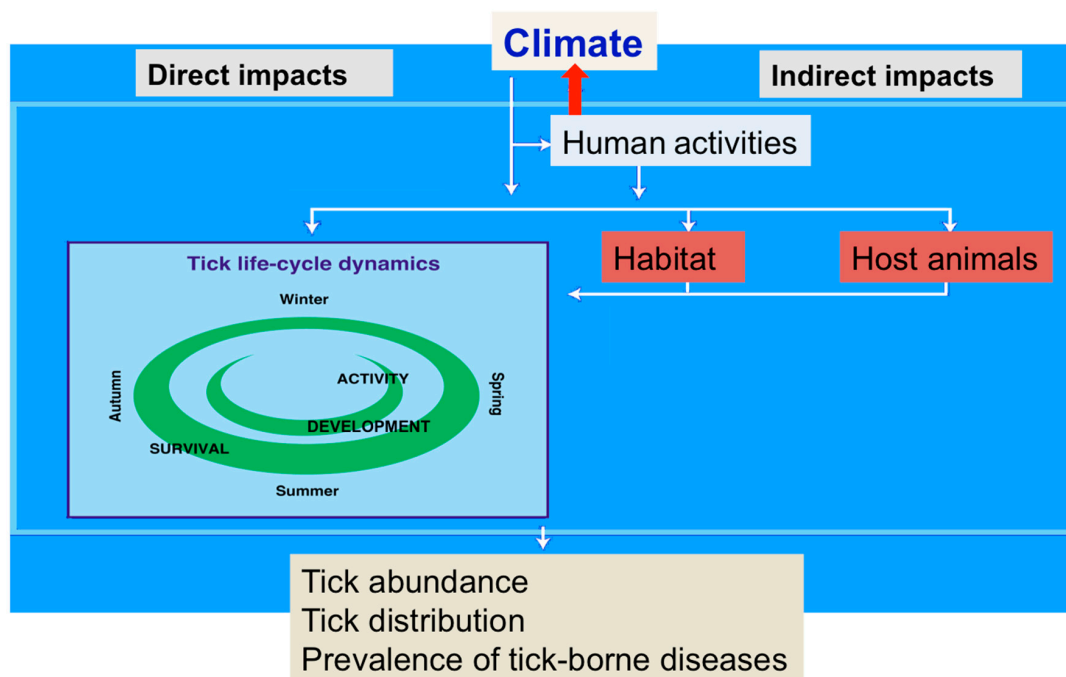 Climate
Direct impacts
Indirect impacts
Human activities
Habitat
Host animals
Tick life-cycle dynamics
Winter
Autumn
Spring
ACTIVITY
DEVELOPMENT
SURVIVAL
Summer
Tick abundance
Tick distribution
Prevalence of tick-borne diseases